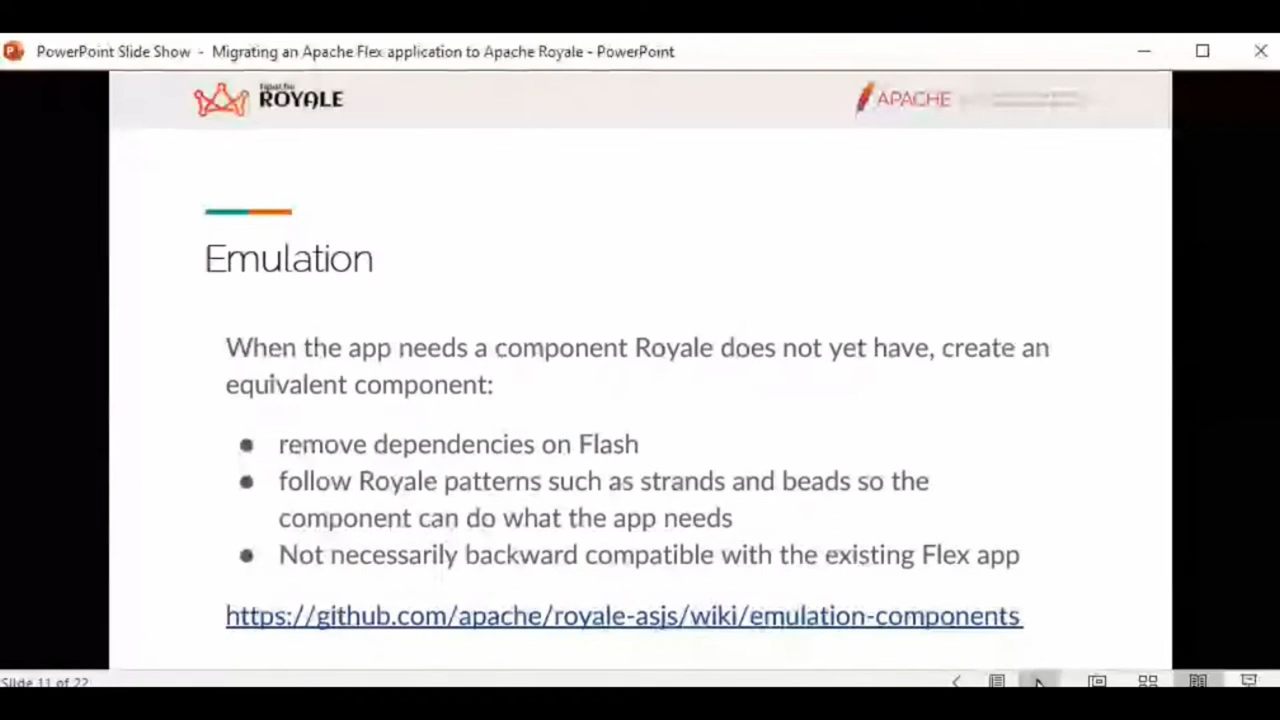 PowerPoint Slide Show - Migrating an Apache Flex application to Apache Royale - PowerPoint
ROYALE
APACHE
Emulation
When the app needs a component Royale does not yet have, create an
equivalent component:
● remove dependencies on Flash
● follow Royale patterns such as strands and beads so the
component can do what the app needs
● Not necessarily backward compatible with the existing Flex app
https://github.com/apache/royale-asjs/wiki/emulation-components
Slide 11 of 22